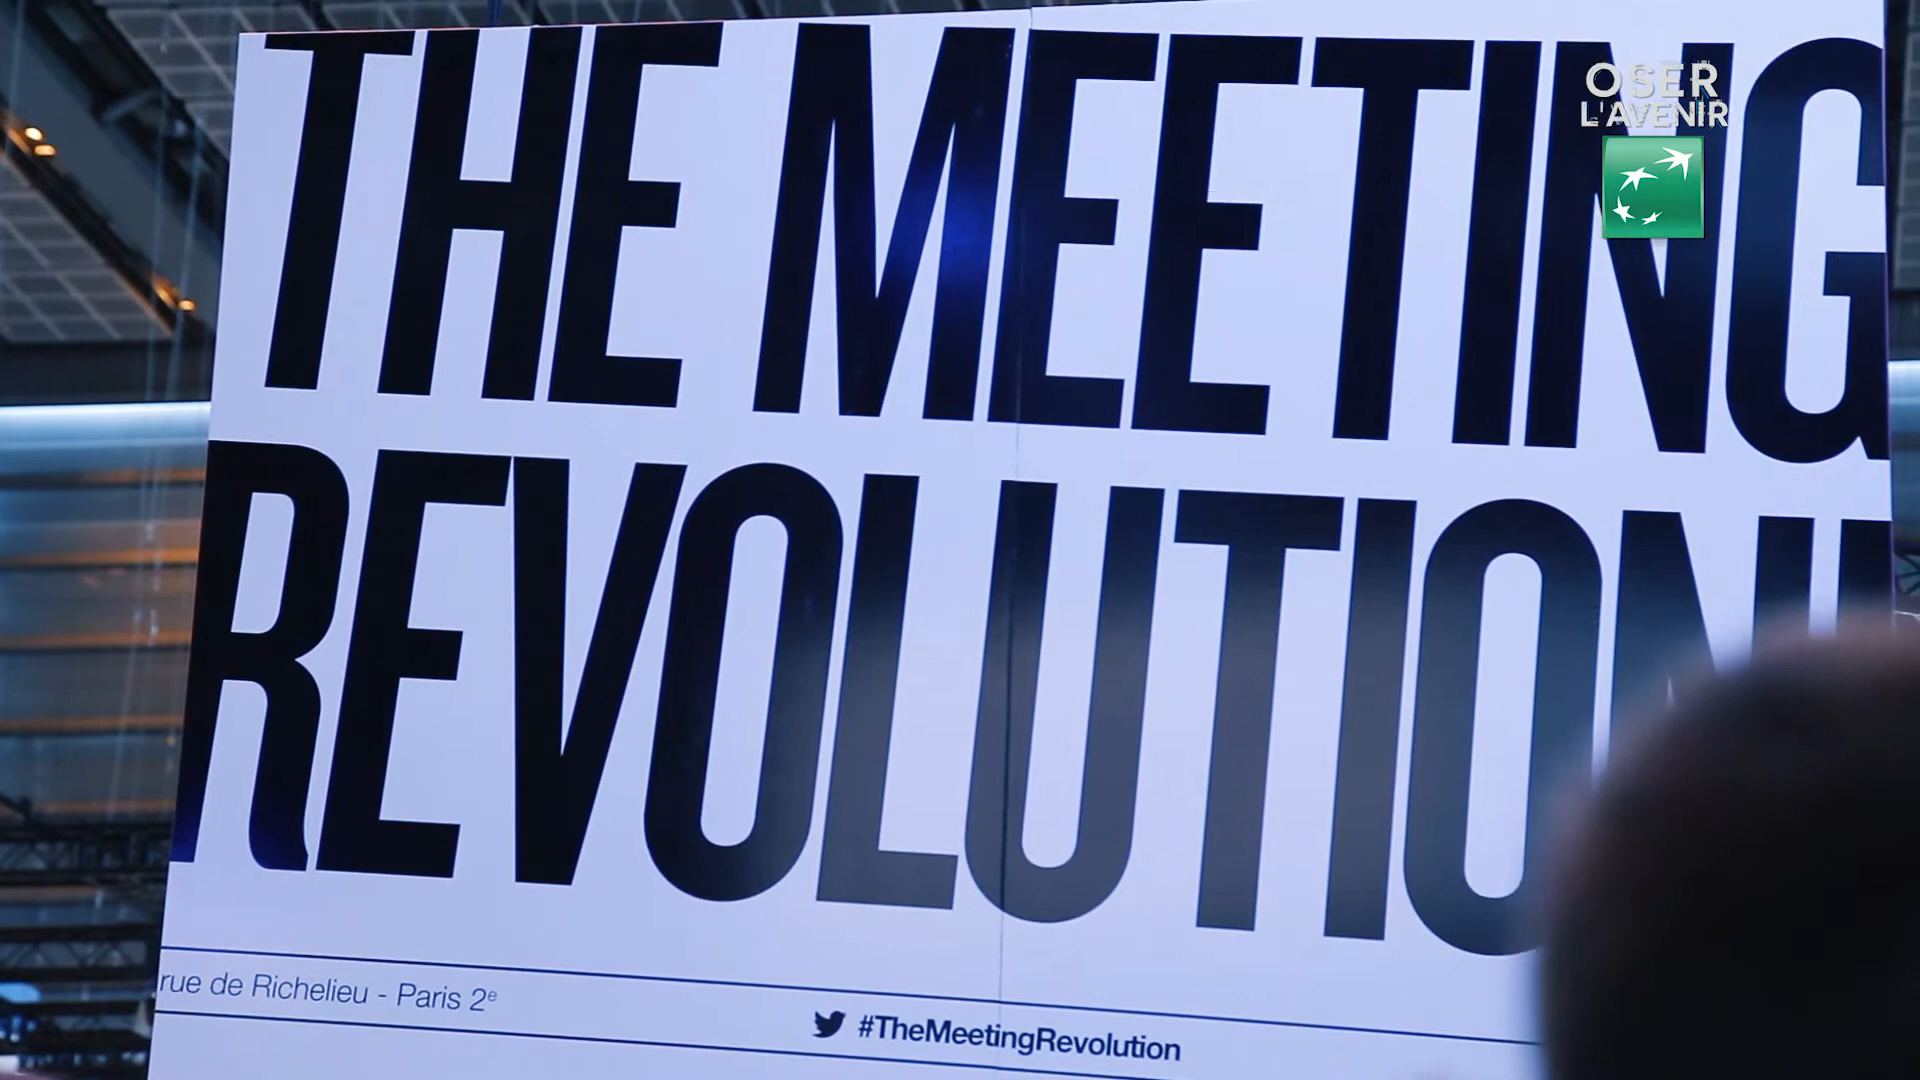 THE MEETING
REVOLUTION
OSER
L'AVENIR
rue de Richelieu - Paris 2e
#TheMeetingRevolution